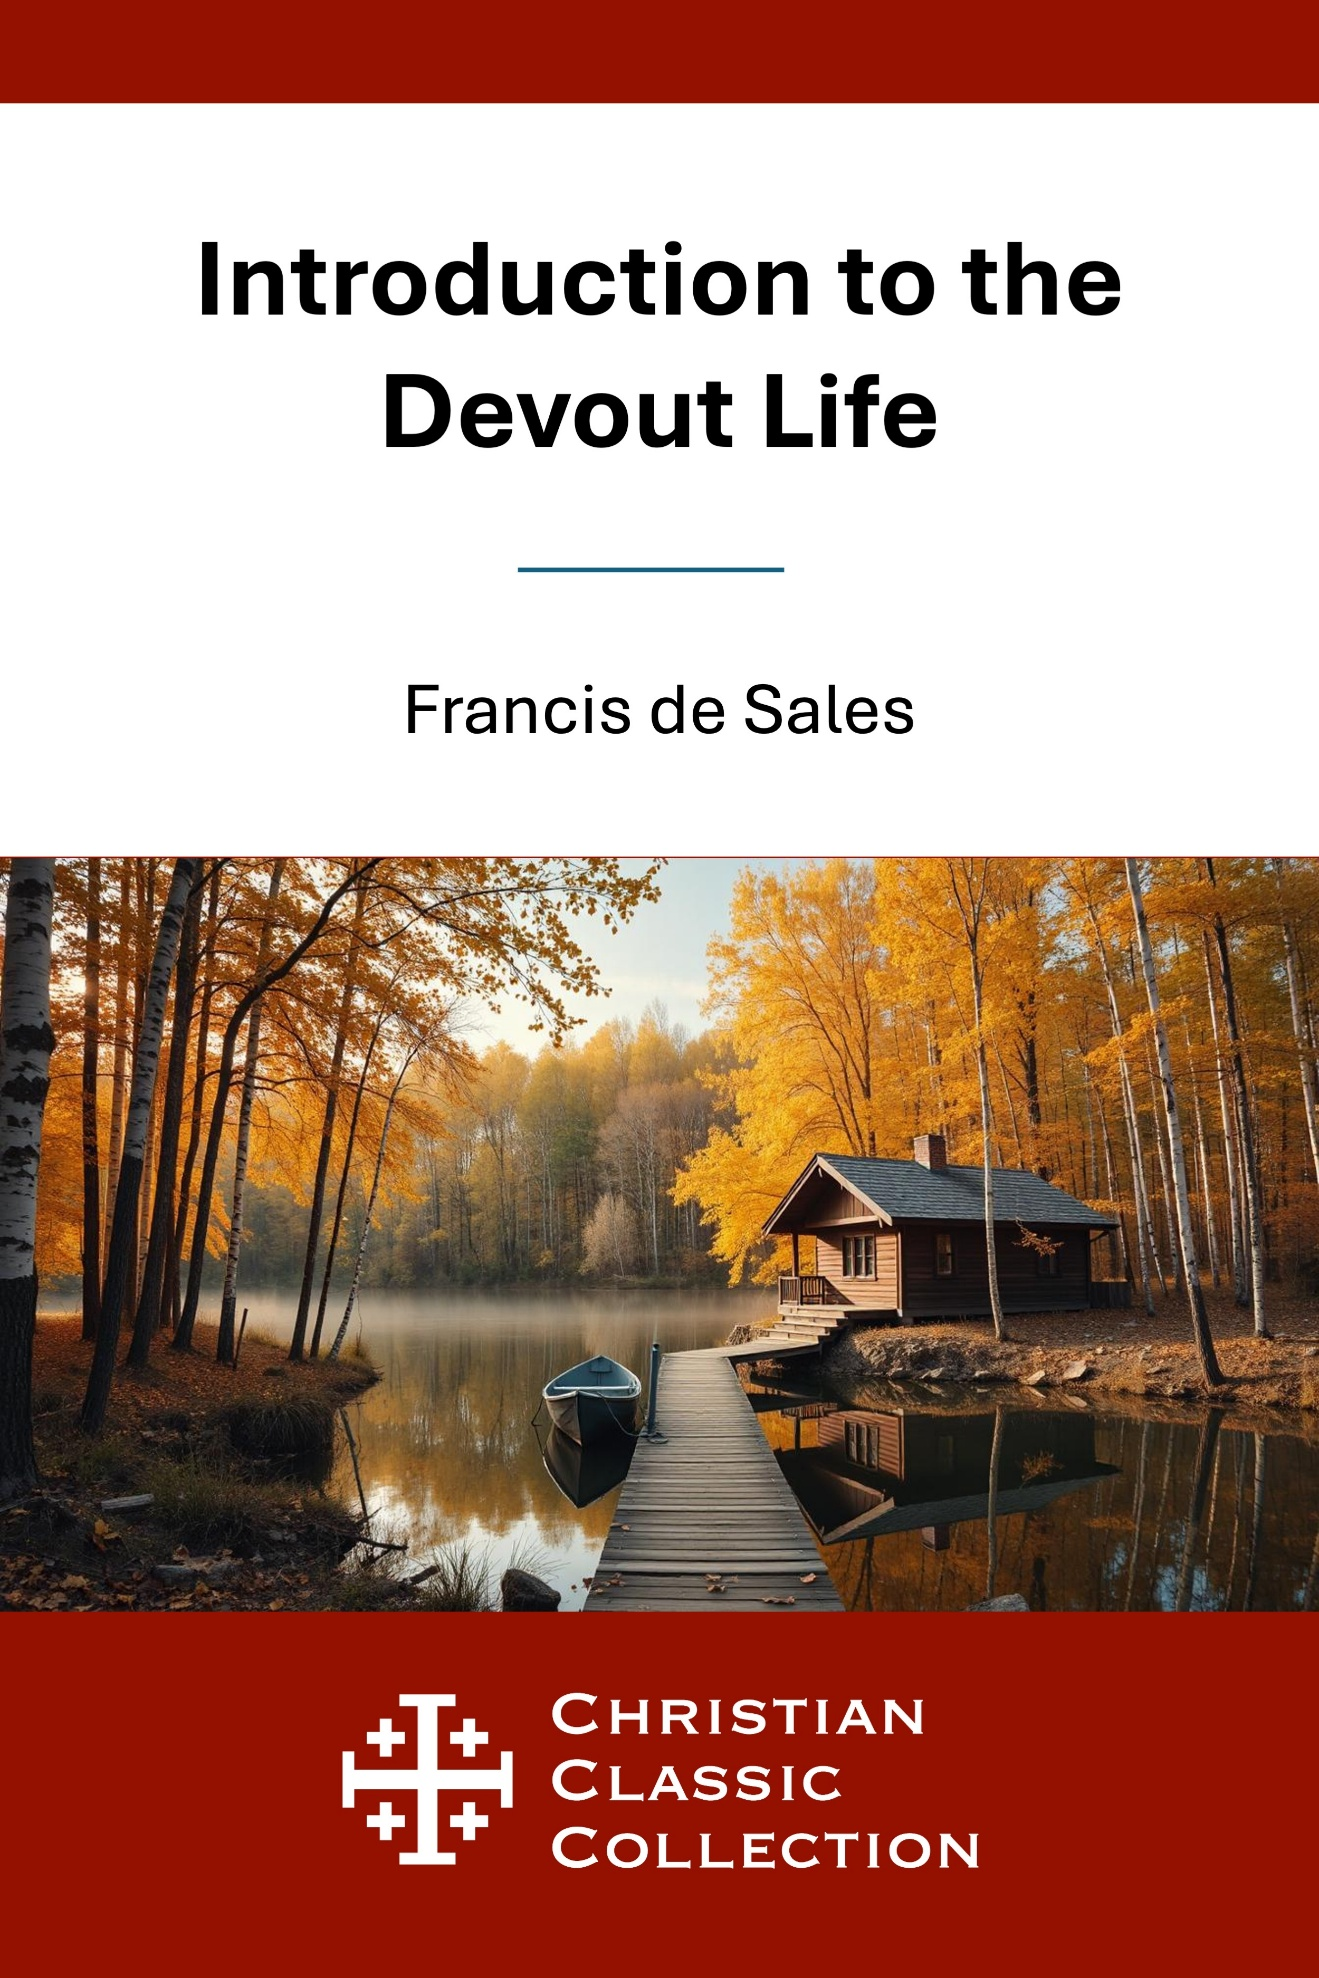 Introduction to the
Devout Life
Francis de Sales
CHRISTIAN
CLASSIC
COLLECTION